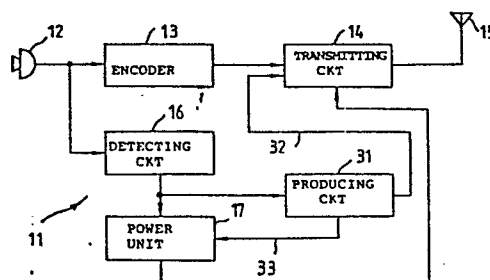 12
13
14
15
ENCODER
TRANSMITTING
CKT
16
DETECTING
CKT
32
31
PRODUCING
CKT
11
17
POWER
UNIT
33